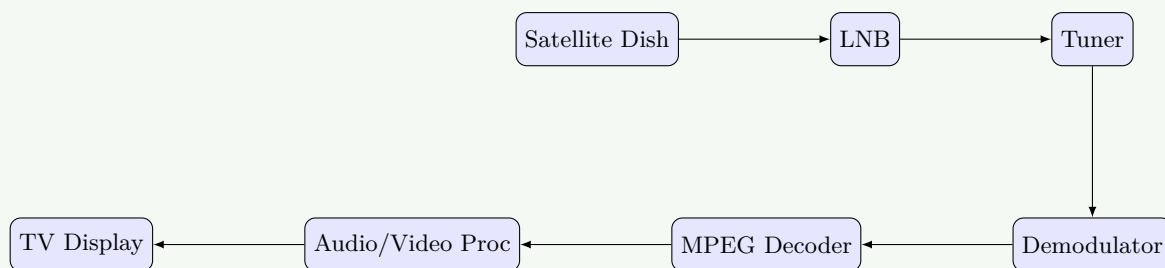 Satellite Dish
LNB
Tuner
TV Display
Audio/Video Proc
MPEG Decoder
Demodulator